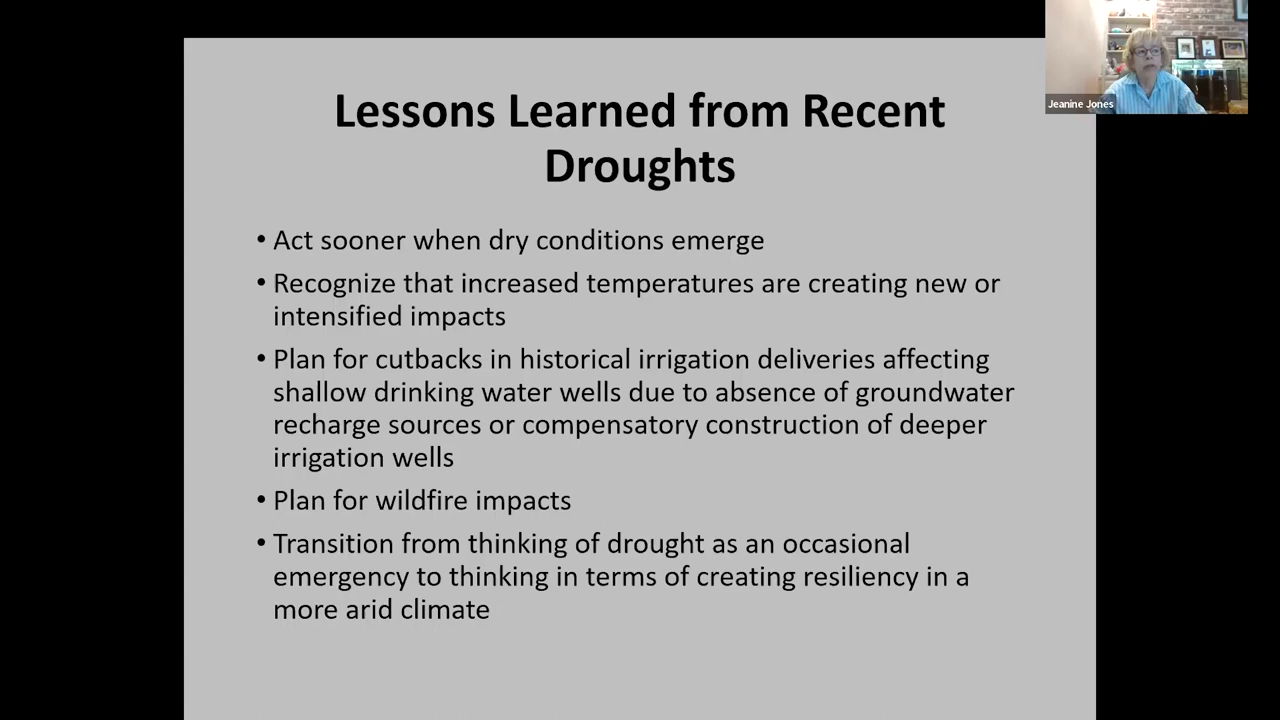 Jeanine Jones
Lessons Learned from Recent
Droughts
• Act sooner when dry conditions emerge
• Recognize that increased temperatures are creating new or
intensified impacts
• Plan for cutbacks in historical irrigation deliveries affecting
shallow drinking water wells due to absence of groundwater
recharge sources or compensatory construction of deeper
irrigation wells
• Plan for wildfire impacts
• Transition from thinking of drought as an occasional
emergency to thinking in terms of creating resiliency in a
more arid climate